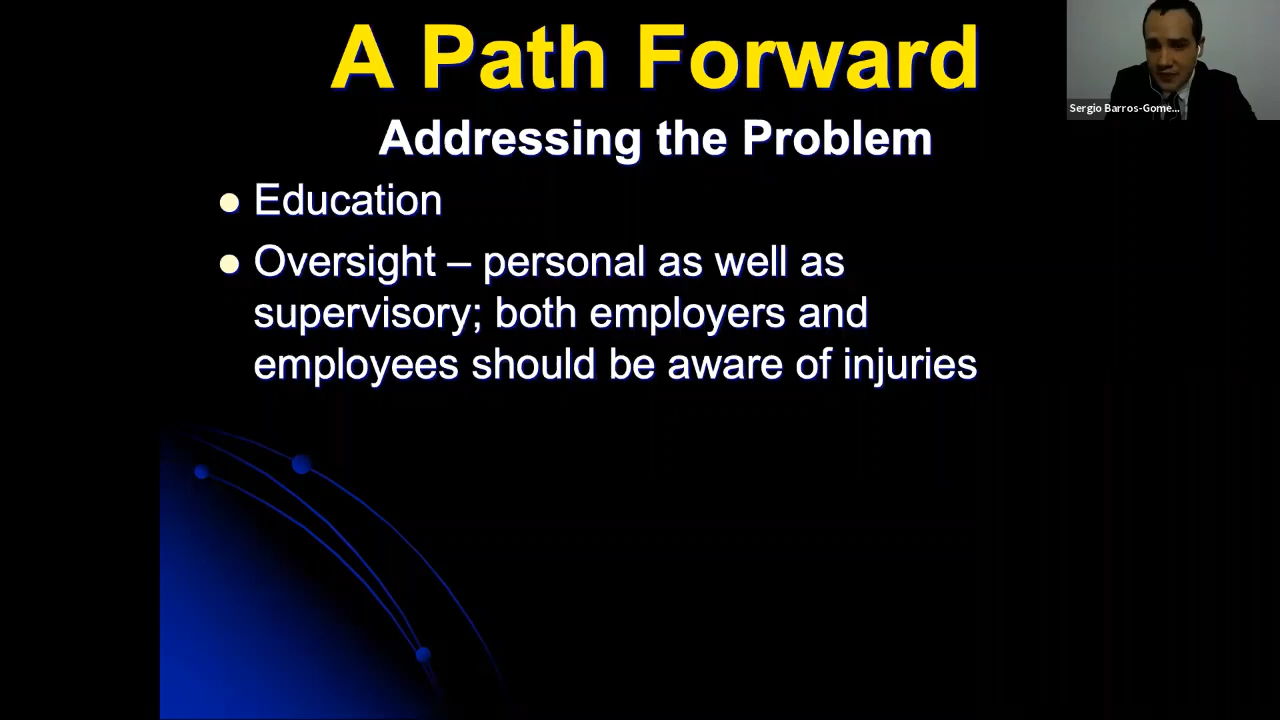 A Path Forward
Sergio Barros-Gome...
Addressing the Problem
Education
Oversight – personal as well as
supervisory; both employers and
employees should be aware of injuries